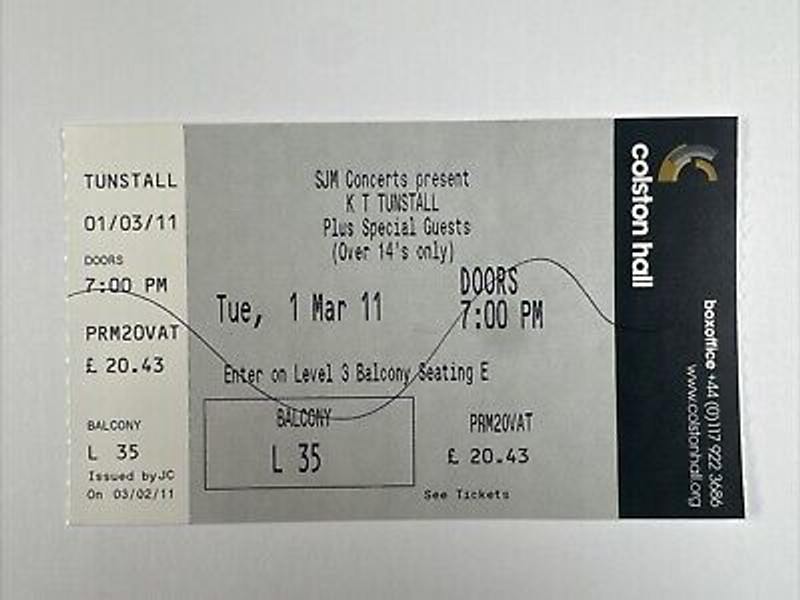 TUNSTALL
01/03/11
DOORS
7:00 PM
PRM20VAT
£ 20.43
BALCONY
L 35
Issued byJC
On 03/02/11
SJM Concerts present
K T TUNSTALL
Plus Special Guests
(Over 14's only)
Tue, 1 Mar 11
DOORS
7:00 PM
Enter on Level 3 Balcony Seating E
BALCONY
L 35
PRM20VAT
£ 20.43
See Tickets
colston hall
boxoffice +44 (0)117 922 3686
www.colstonhall.org